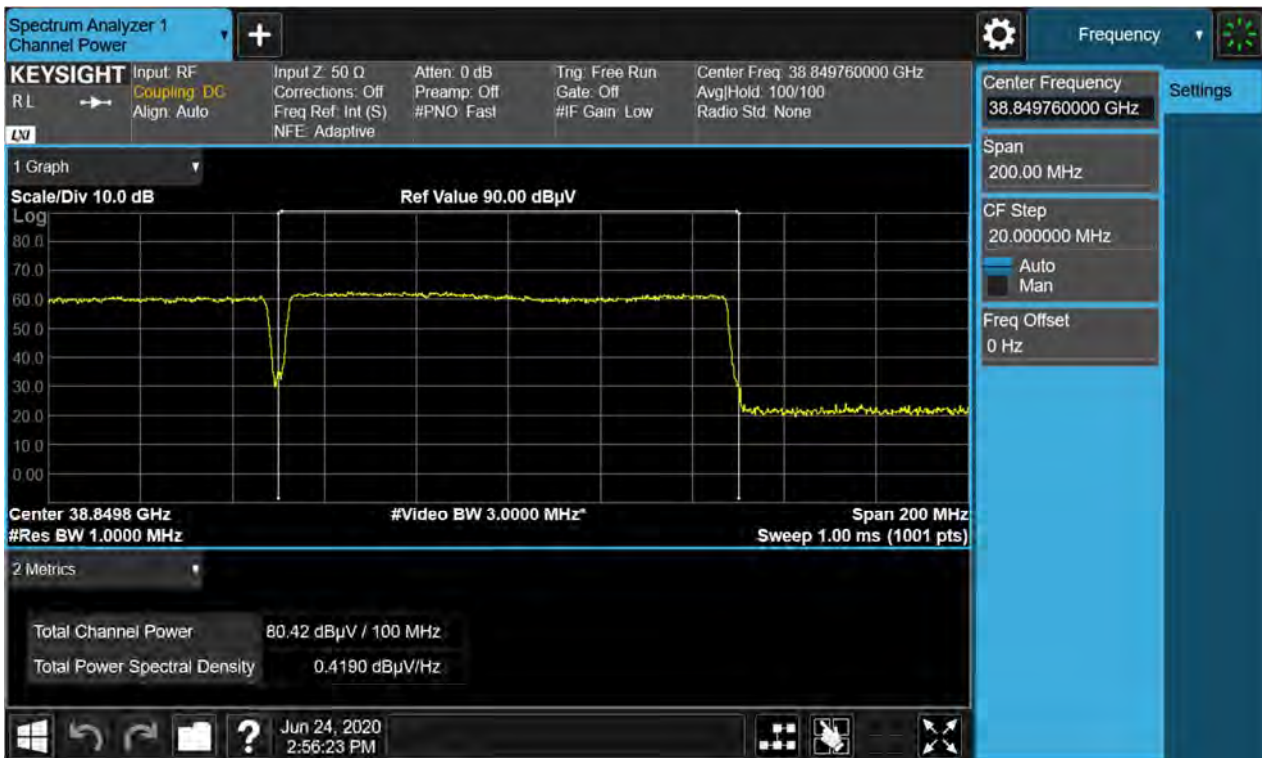 Spectrum Analyzer 1
Channel Power
Frequency
KEYSIGHT
R L
LXI
Input: RF
Coupling: DC
Align: Auto
Input Z: 50 Ω
Corrections: Off
Freq Ref: Int (S)
NFE: Adaptive
Atten: 0 dB
Preamp: Off
#PNO: Fast
Trig: Free Run
Gate: Off
#IF Gain: Low
Center Freq: 38.849760000 GHz
Avg|Hold: 100/100
Radio Std: None
1 Graph
Scale/Div 10.0 dB
Ref Value 90.00 dBµV
Log
80.0
70.0
60.0
50.0
40.0
30.0
20.0
10.0
0.00
Center 38.8498 GHz
#Video BW 3.0000 MHz*
Span 200 MHz
#Res BW 1.0000 MHz
Sweep 1.00 ms (1001 pts)
2 Metrics
Total Channel Power 80.42 dBµV / 100 MHz
Total Power Spectral Density 0.4190 dBµV/Hz
?
Jun 24, 2020
2:56:23 PM
Center Frequency
38.849760000 GHz
Settings
Span
200.00 MHz
CF Step
20.000000 MHz
Auto
Man
Freq Offset
0 Hz